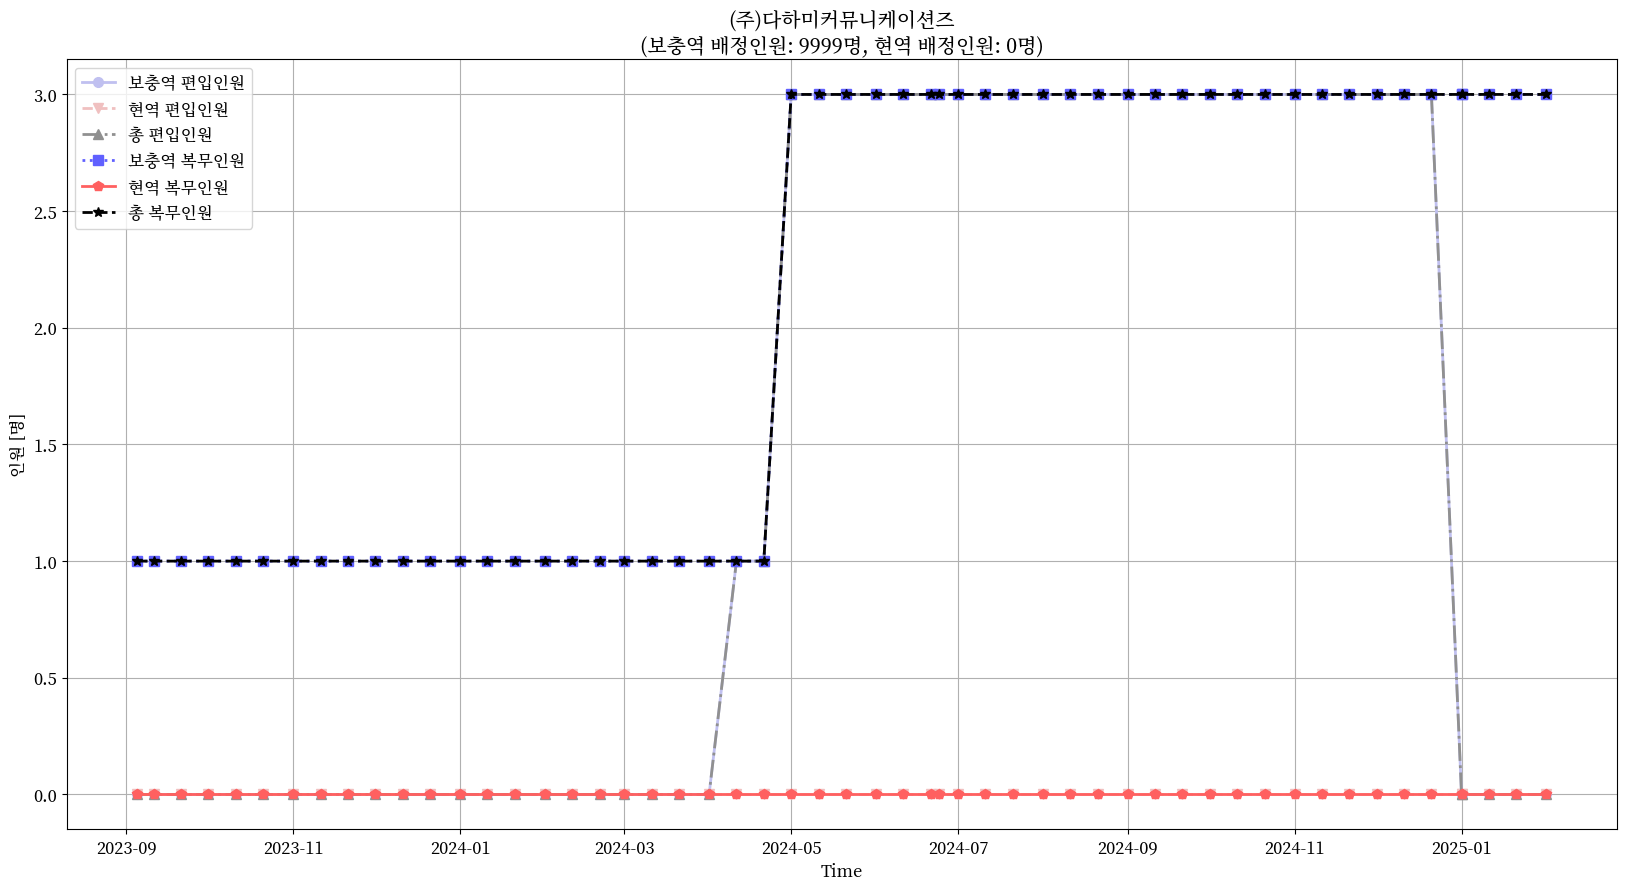 (주)다하미커뮤니케이션즈
(보충역 배정인원: 9999명, 현역 배정인원: 0명)
보충역 편입인원
현역 편입인원
총 편입인원
보충역 복무인원
현역 복무인원
총 복무인원
3.0
2.5
2.0
1.5
1.0
0.5
0.0
인원 [명]
2023-09
2023-11
2024-01
2024-03
2024-05
2024-07
2024-09
2024-11
2025-01
Time